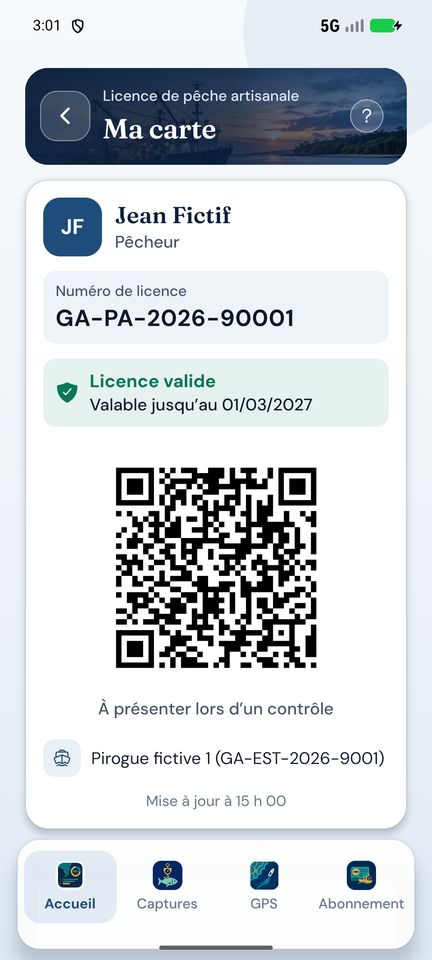 3:01
5G
Licence de pêche artisanale
Ma carte
?
JF
Jean Fictif
Pêcheur
Numéro de licence
GA-PA-2026-90001
Licence valide
Valable jusqu’au 01/03/2027
À présenter lors d’un contrôle
Pirogue fictive 1 (GA-EST-2026-9001)
Mise à jour à 15 h 00
Accueil
Captures
GPS
Abonnement